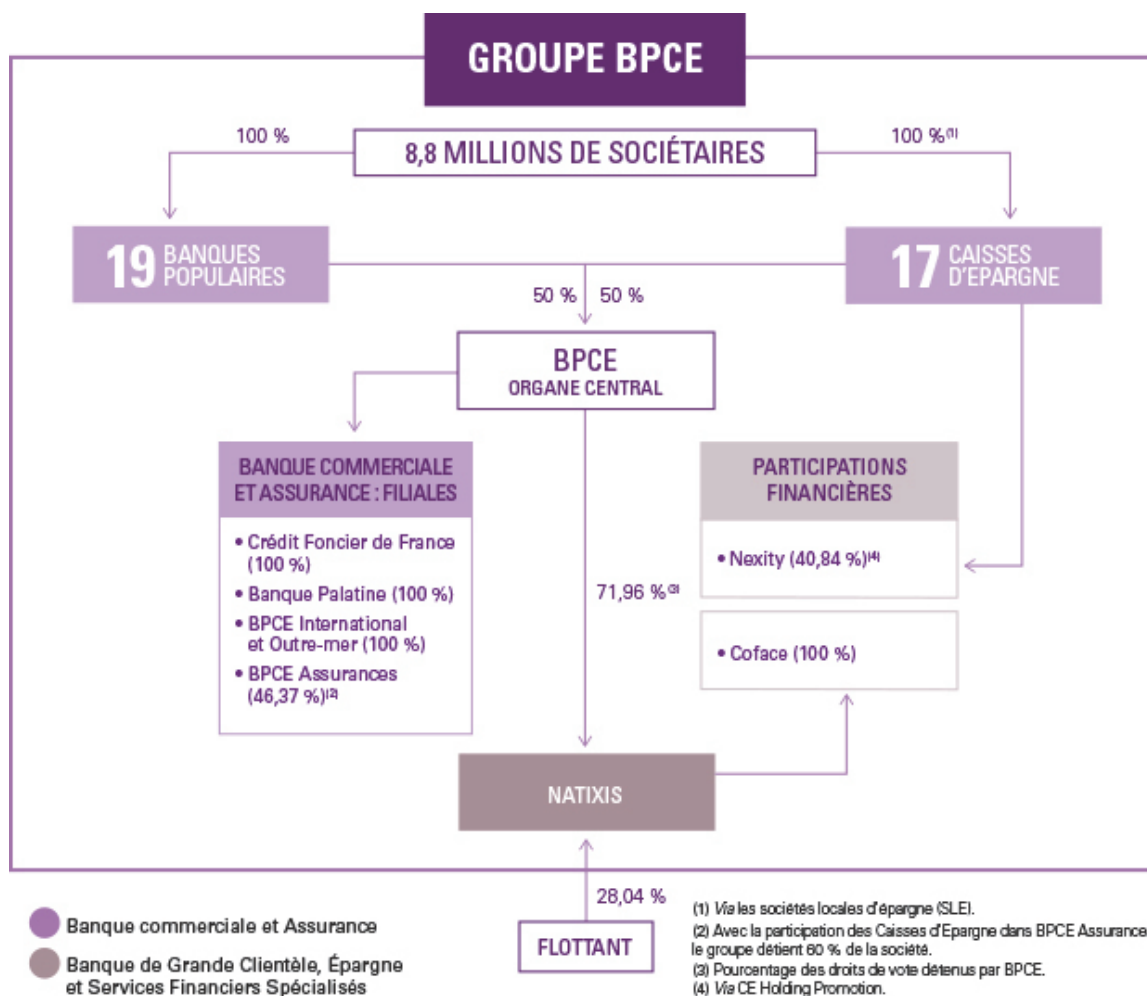 GROUPE BPCE
100 %
8,8 MILLIONS DE SOCIÉTAIRES
100 %(1)
19 BANQUES
POPULAIRES
17 CAISSES
D'EPARGNE
50 % 50 %
BPCE
ORGANE CENTRAL
BANQUE COMMERCIALE
ET ASSURANCE : FILIALES
• Crédit Foncier de France
(100 %)
• Banque Palatine (100 %)
• BPCE International
et Outre-mer (100 %)
• BPCE Assurances
(46,37 %)(2)
71,96 %(3)
PARTICIPATIONS
FINANCIÈRES
• Nexity (40,84 %)(4)
• Coface (100 %)
NATIXIS
28,04 %
FLOTTANT
Banque commerciale et Assurance
Banque de Grande Clientèle, Épargne
et Services Financiers Spécialisés
(1) Via les sociétés locales d'épargne (SLE).
(2) Avec la participation des Caisses d'Epargne dans BPCE Assurance
le groupe détient 60 % de la société.
(3) Pourcentage des droits de vote détenus par BPCE.
(4) Via CE Holding Promotion.